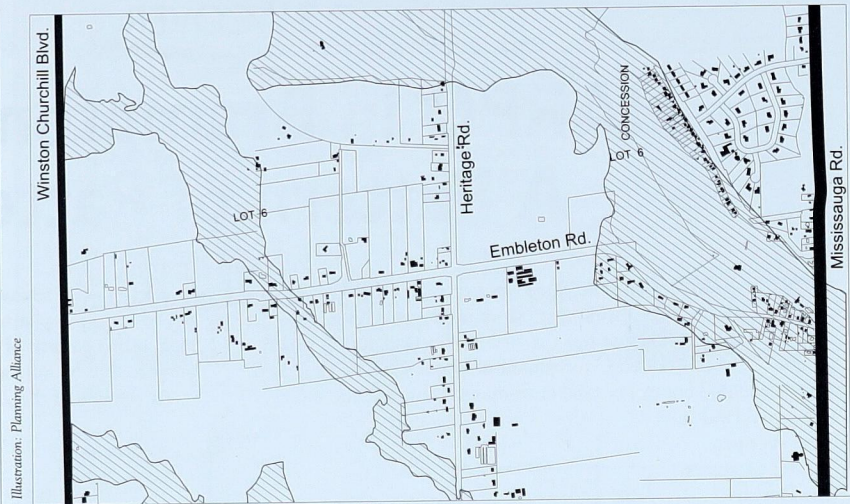 Illustration: Planning Alliance
Winston Churchill Blvd.
LOT 6
Heritage Rd.
Embleton Rd.
CONCESSION
LOT 6
Mississauga Rd.